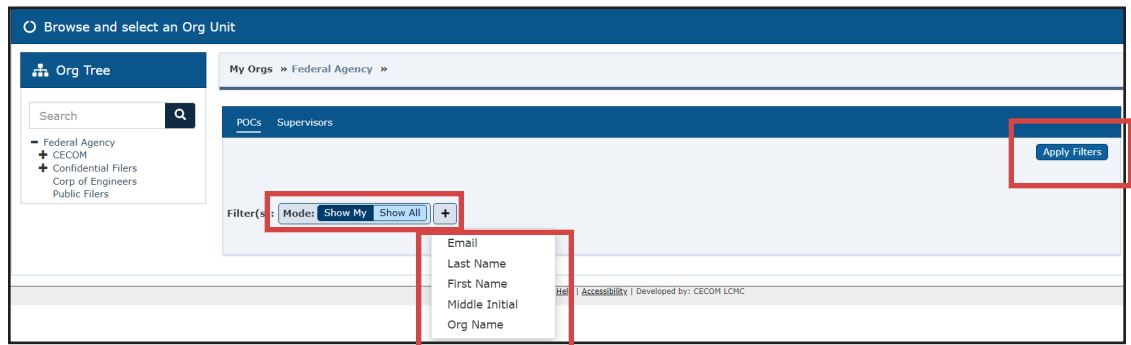 Browse and select an Org Unit
Org Tree
Search
− Federal Agency
+ CECOM
+ Confidential Filers
Corp of Engineers
Public Filers
My Orgs » Federal Agency »
POCs Supervisors
Apply Filters
Filter(s): Mode: Show My Show All +
Email
Last Name
First Name
Middle Initial
Org Name
Help | Accessibility | Developed by: CECOM LCMC